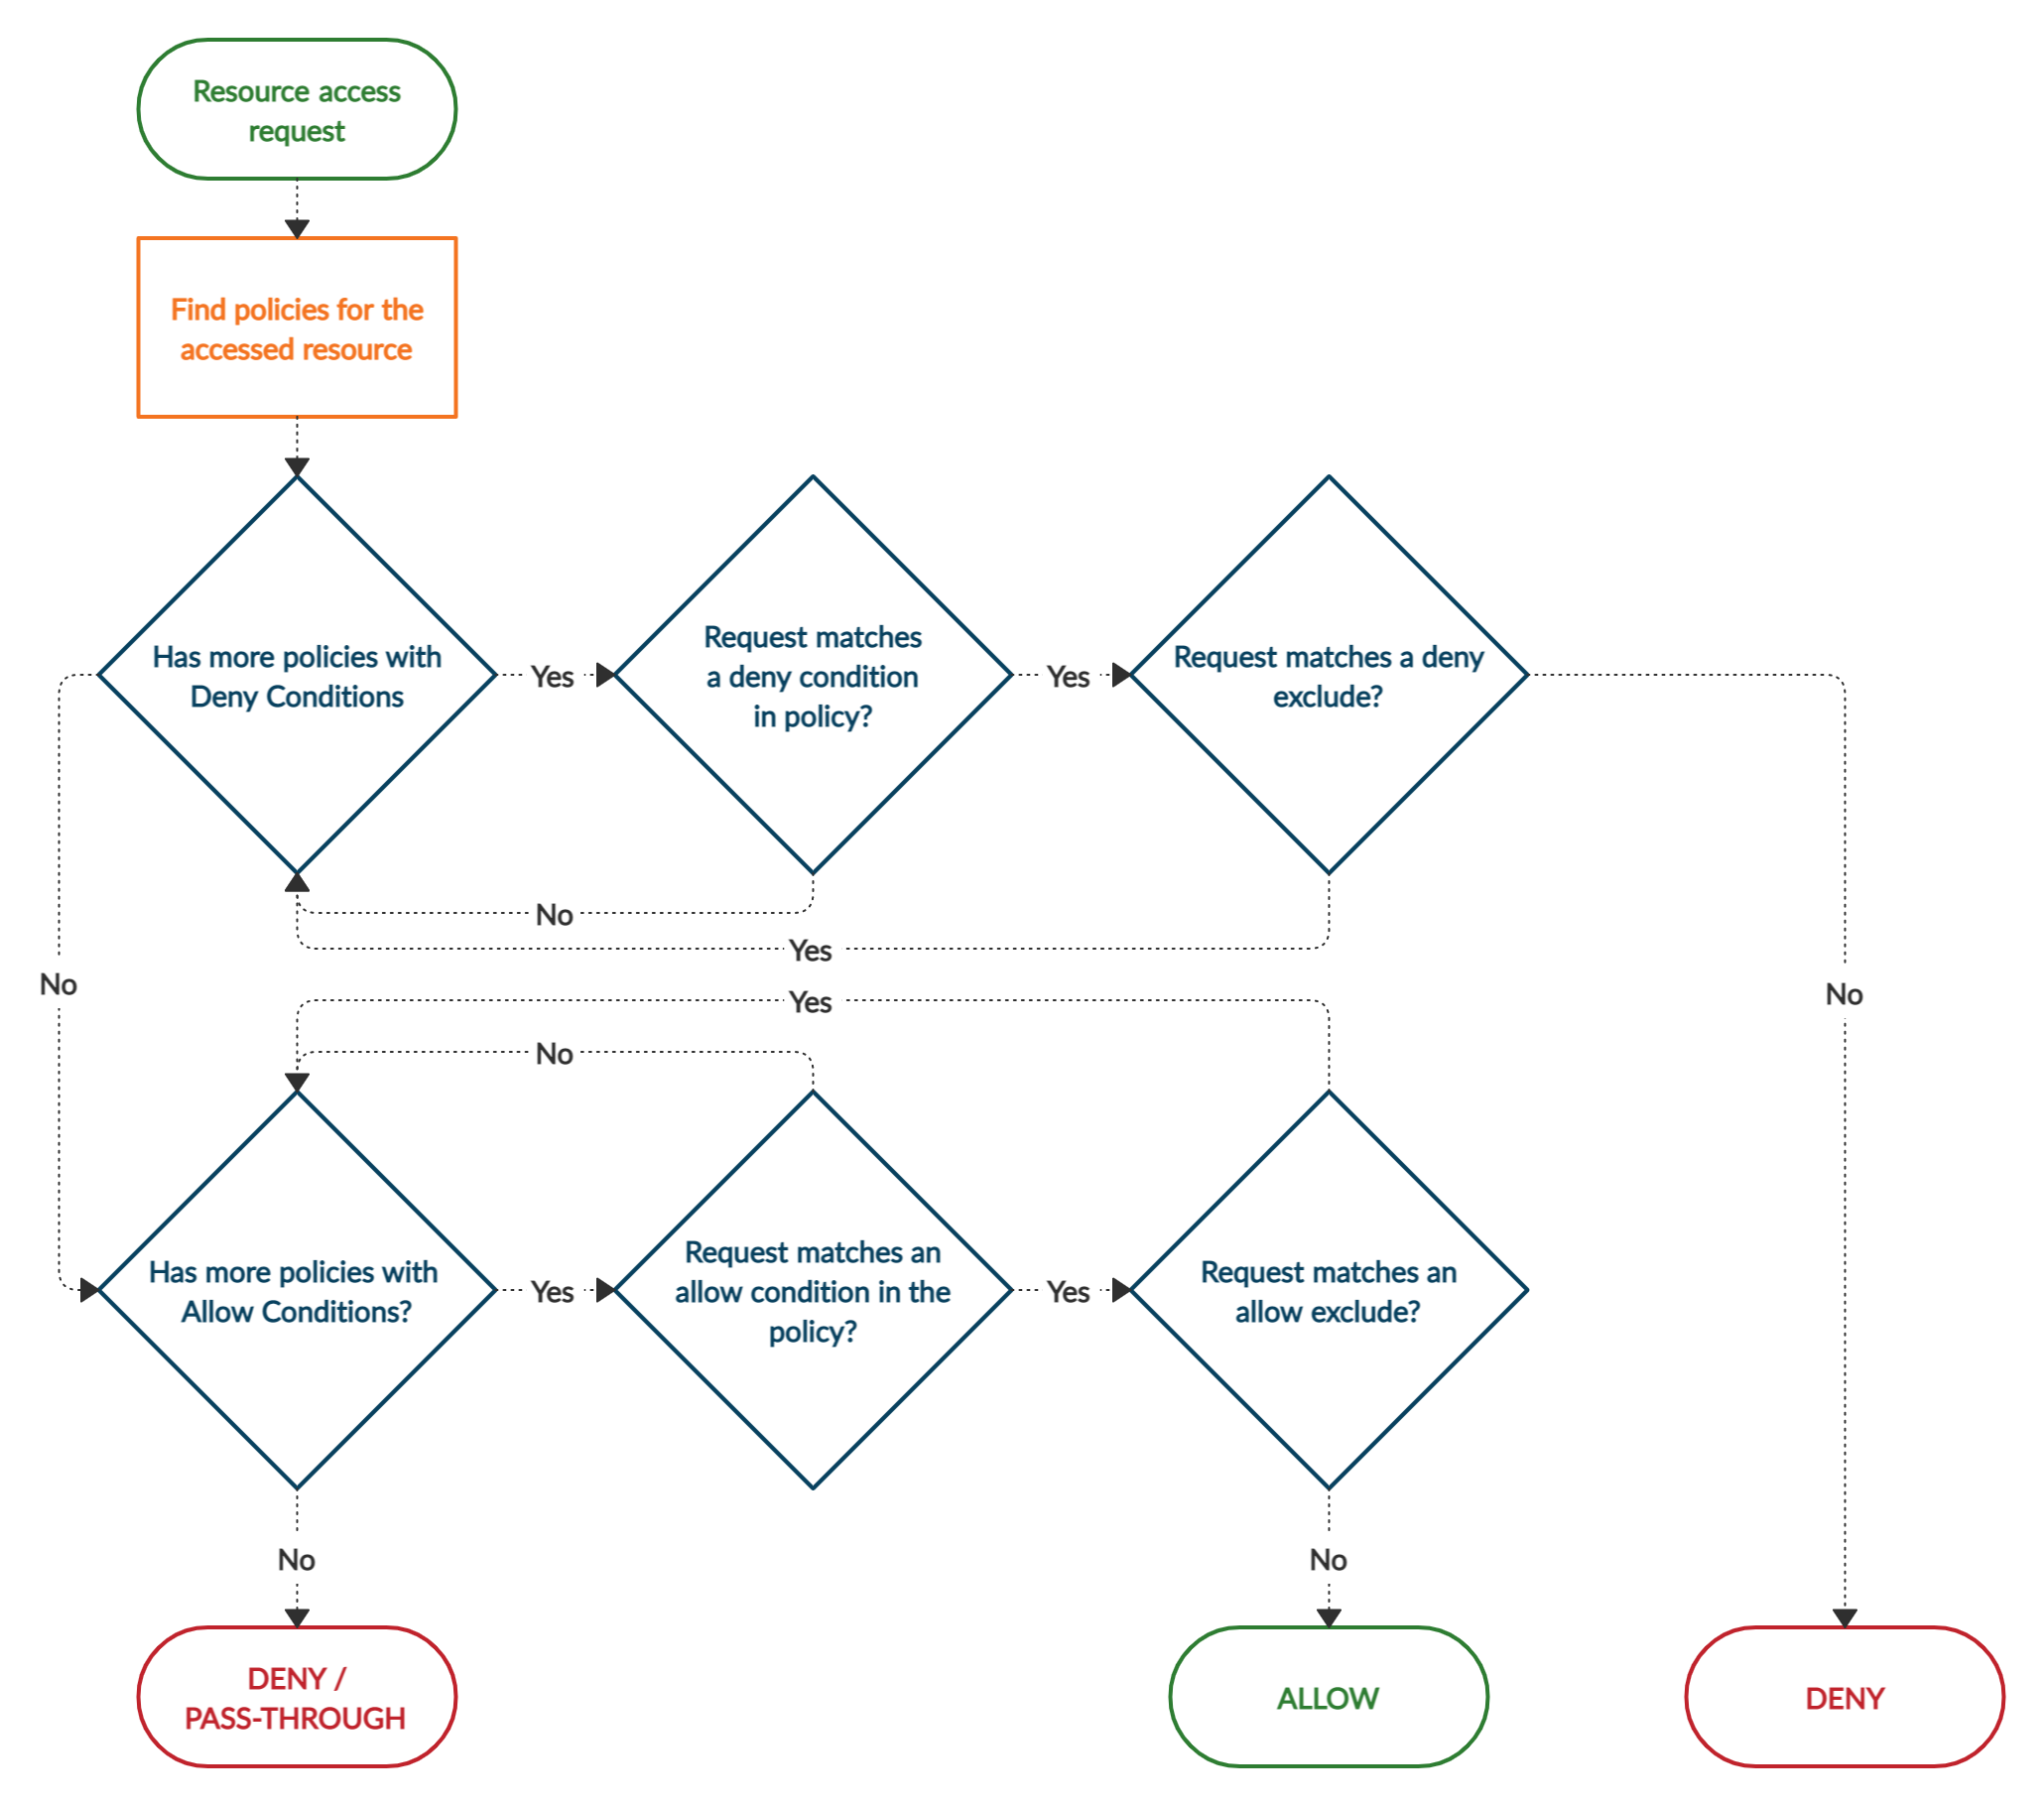 Resource access
request
Find policies for the
accessed resource
Has more policies with
Deny Conditions
Yes
Request matches
a deny condition
in policy?
Yes
Request matches a deny
exclude?
No
Yes
No
No
Yes
No
Has more policies with
Allow Conditions?
Yes
Request matches an
allow condition in the
policy?
Yes
Request matches an
allow exclude?
No
No
DENY /
PASS-THROUGH
ALLOW
DENY